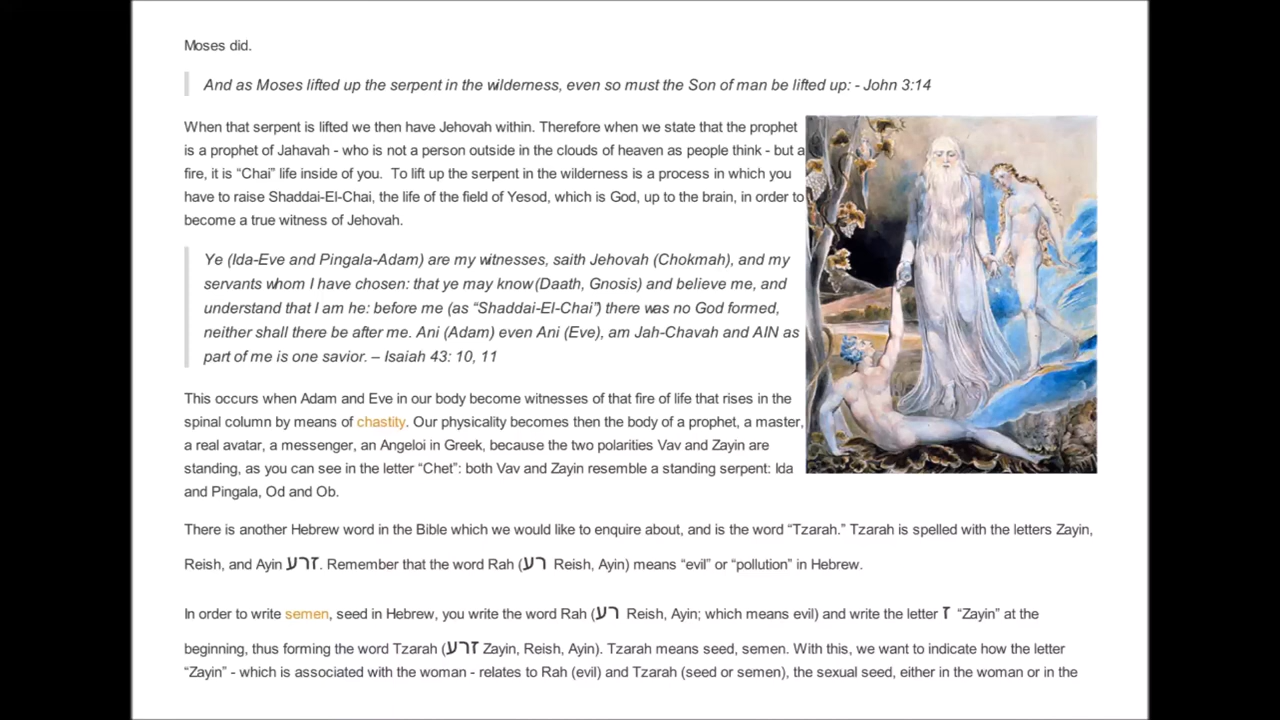 Moses did.
And as Moses lifted up the serpent in the wilderness, even so must the Son of man be lifted up: - John 3:14
When that serpent is lifted we then have Jehovah within. Therefore when we state that the prophet
is a prophet of Jahavah - who is not a person outside in the clouds of heaven as people think - but a
fire, it is “Chai” life inside of you.  To lift up the serpent in the wilderness is a process in which you
have to raise Shaddai-El-Chai, the life of the field of Yesod, which is God, up to the brain, in order to
become a true witness of Jehovah.
Ye (Ida-Eve and Pingala-Adam) are my witnesses, saith Jehovah (Chokmah), and my
servants whom I have chosen: that ye may know(Daath, Gnosis) and believe me, and
understand that I am he: before me (as “Shaddai-El-Chai”) there was no God formed,
neither shall there be after me. Ani (Adam) even Ani (Eve), am Jah-Chavah and AIN as
part of me is one savior. – Isaiah 43: 10, 11
This occurs when Adam and Eve in our body become witnesses of that fire of life that rises in the
spinal column by means of chastity. Our physicality becomes then the body of a prophet, a master,
a real avatar, a messenger, an Angeloi in Greek, because the two polarities Vav and Zayin are
standing, as you can see in the letter “Chet”: both Vav and Zayin resemble a standing serpent: Ida
and Pingala, Od and Ob.
There is another Hebrew word in the Bible which we would like to enquire about, and is the word “Tzarah.” Tzarah is spelled with the letters Zayin,
Reish, and Ayin זרע. Remember that the word Rah (רע Reish, Ayin) means “evil” or “pollution” in Hebrew.
In order to write semen, seed in Hebrew, you write the word Rah (רע Reish, Ayin; which means evil) and write the letter ז “Zayin” at the
beginning, thus forming the word Tzarah (זרע Zayin, Reish, Ayin). Tzarah means seed, semen. With this, we want to indicate how the letter
“Zayin” - which is associated with the woman - relates to Rah (evil) and Tzarah (seed or semen), the sexual seed, either in the woman or in the